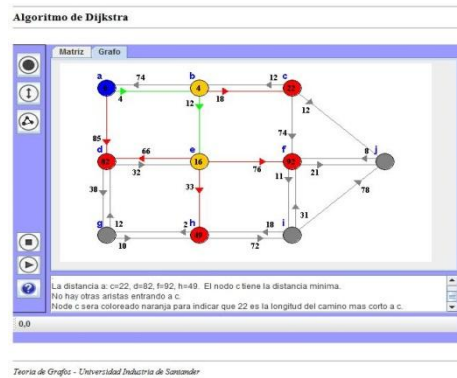 Algoritmo de Dijkstra
Matriz Grafo
a 74 b 12 c
4 4 18 22
12 12
85 74
d 66 e f 8 j
82 32 16 76 92 21
38 33 11 78
12 31
g 2 h 18 i
10 49 72
La distancia a: c=22, d=82, f=92, h=49. El nodo c tiene la distancia minima.
No hay otras aristas entrando a c.
Node c sera coloreado naranja para indicar que 22 es la longitud del camino mas corto a c.
0,0
Teoria de Grafos - Universidad Industria de Santander